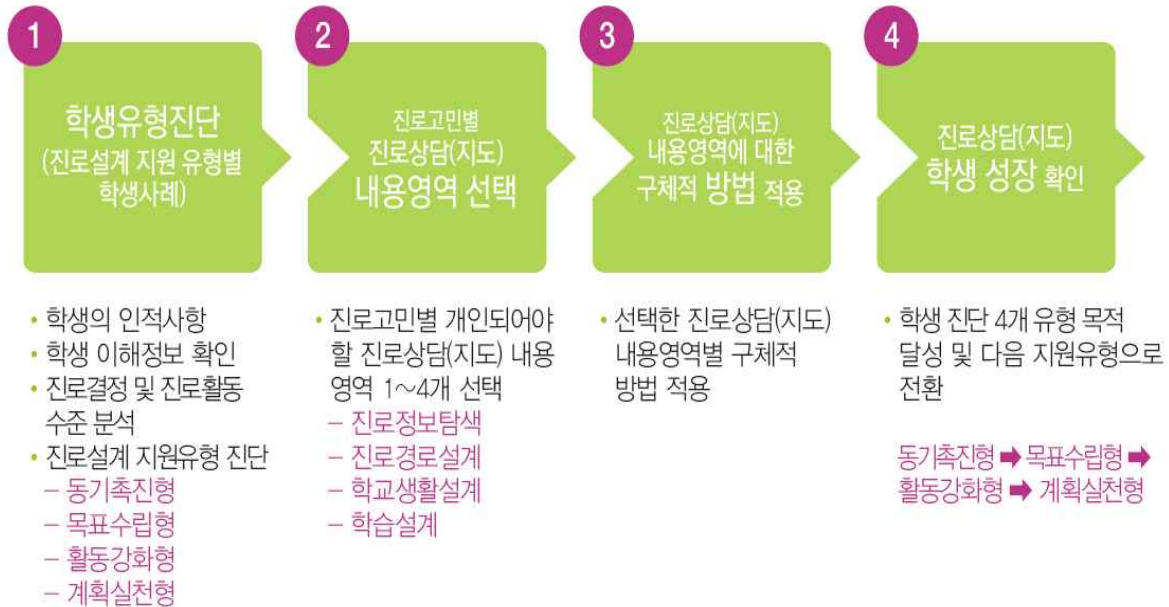 1
학생유형진단
(진로설계 지원 유형별
학생사례)
• 학생의 인적사항
• 학생 이해정보 확인
• 진로결정 및 진로활동
수준 분석
• 진로설계 지원유형 진단
– 동기촉진형
– 목표수립형
– 활동강화형
– 계획실천형
2
진로고민별
진로상담(지도)
내용영역 선택
• 진로고민별 개인되어야
할 진로상담(지도) 내용
영역 1~4개 선택
– 진로정보탐색
– 진로경로설계
– 학교생활설계
– 학습설계
3
진로상담(지도)
내용영역에 대한
구체적 방법 적용
• 선택한 진로상담(지도)
내용영역별 구체적
방법 적용
4
진로상담(지도)
학생 성장 확인
• 학생 진단 4개 유형 목적
달성 및 다음 지원유형으로
전환
동기촉진형 ➡ 목표수립형 ➡
활동강화형 ➡ 계획실천형